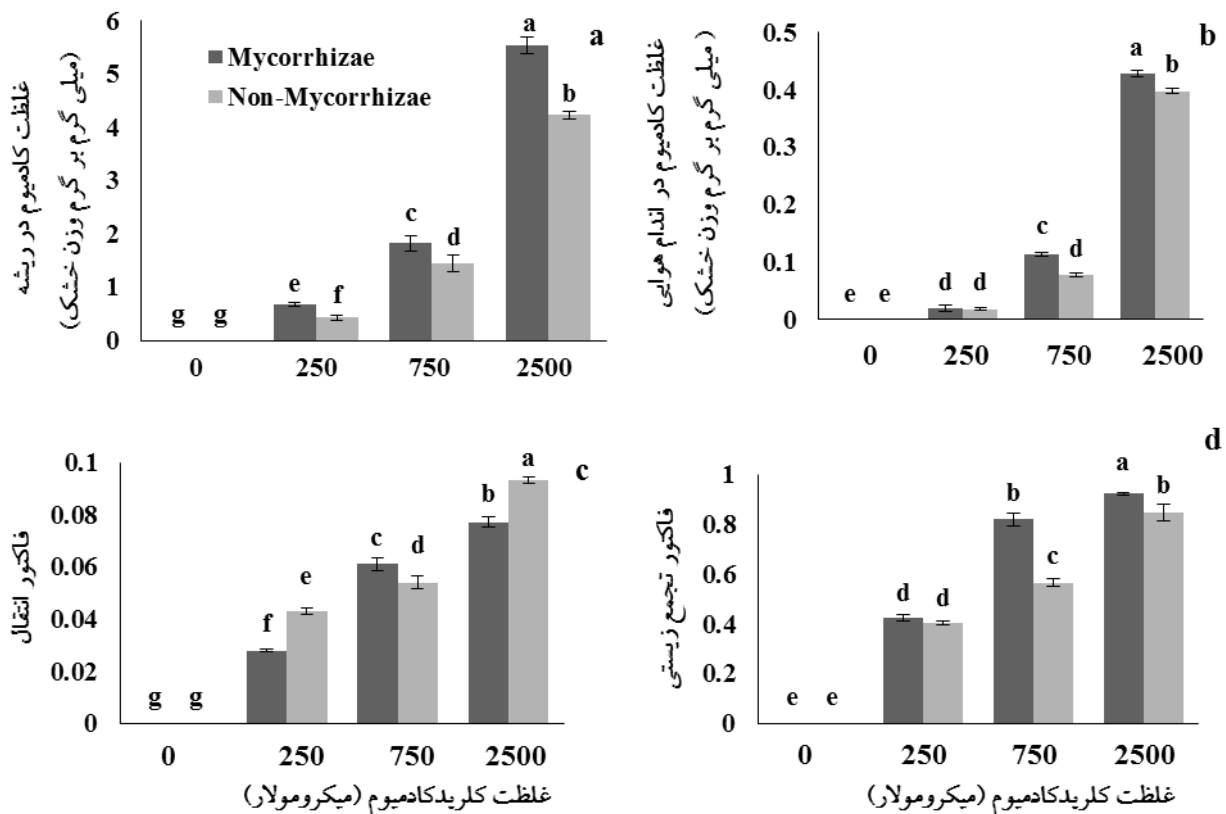 a
غلظت کادمیوم در ریشه
(میلی گرم بر گرم وزن خشک)
6
5
4
3
2
1
0
Mycorrhizae
Non-Mycorrhizae
g g
e f
c d
a b
0 250 750 2500
b
غلظت کادمیوم در اندام هوایی
(میلی گرم بر گرم وزن خشک)
0.5
0.4
0.3
0.2
0.1
0
e e
d d
c d
a b
0 250 750 2500
c
فاکتور انتقال
0.1
0.08
0.06
0.04
0.02
0
g g
f e
c d
b a
0 250 750 2500
غلظت کلریدکادمیوم (میکرومولار)
d
فاکتور تجمع زیستی
1
0.8
0.6
0.4
0.2
0
e e
d d
b c
a b
0 250 750 2500
غلظت کلریدکادمیوم (میکرومولار)